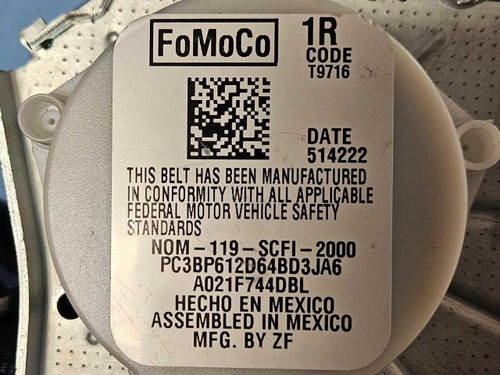 FoMoCo
1R
CODE
T9716
DATE
514222
THIS BELT HAS BEEN MANUFACTURED
IN CONFORMITY WITH ALL APPLICABLE
FEDERAL MOTOR VEHICLE SAFETY
STANDARDS
NOM-119-SCFI-2000
PC3BP612D64BD3JA6
A021F744DBL
HECHO EN MEXICO
ASSEMBLED IN MEXICO
MFG. BY ZF